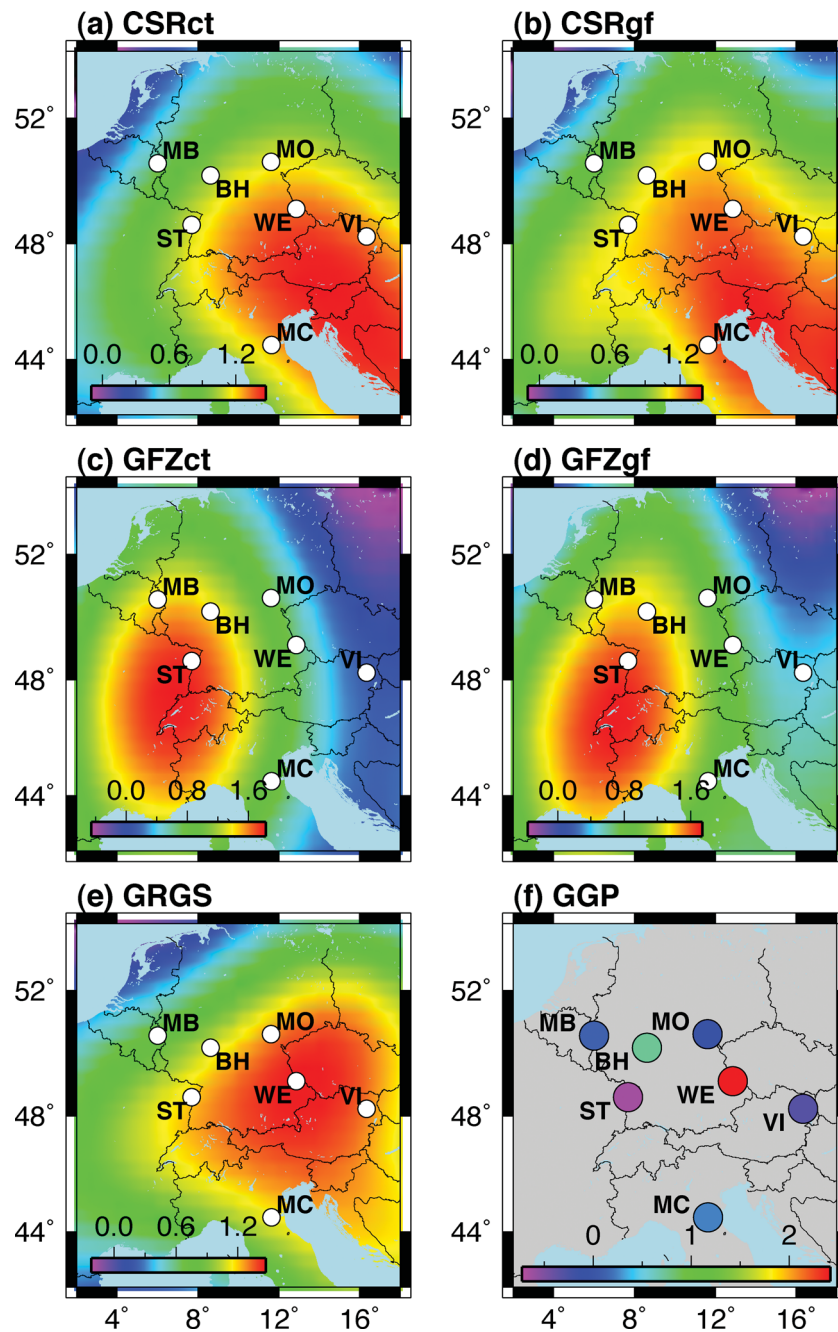 (a) CSRct
(b) CSRgf
52°
48°
44°
MB
MO
BH
ST
WE
VI
MC
0.0 0.6 1.2
MB
MO
BH
ST
WE
VI
MC
0.0 0.6 1.2
(c) GFZct
(d) GFZgf
52°
48°
44°
MB
MO
BH
ST
WE
VI
MC
0.0 0.8 1.6
MB
MO
BH
ST
WE
VI
MC
0.0 0.8 1.6
(e) GRGS
(f) GGP
52°
48°
44°
MB
MO
BH
ST
WE
VI
MC
0.0 0.6 1.2
MB
MO
BH
ST
WE
VI
MC
0 1 2
4° 8° 12° 16°
4° 8° 12° 16°